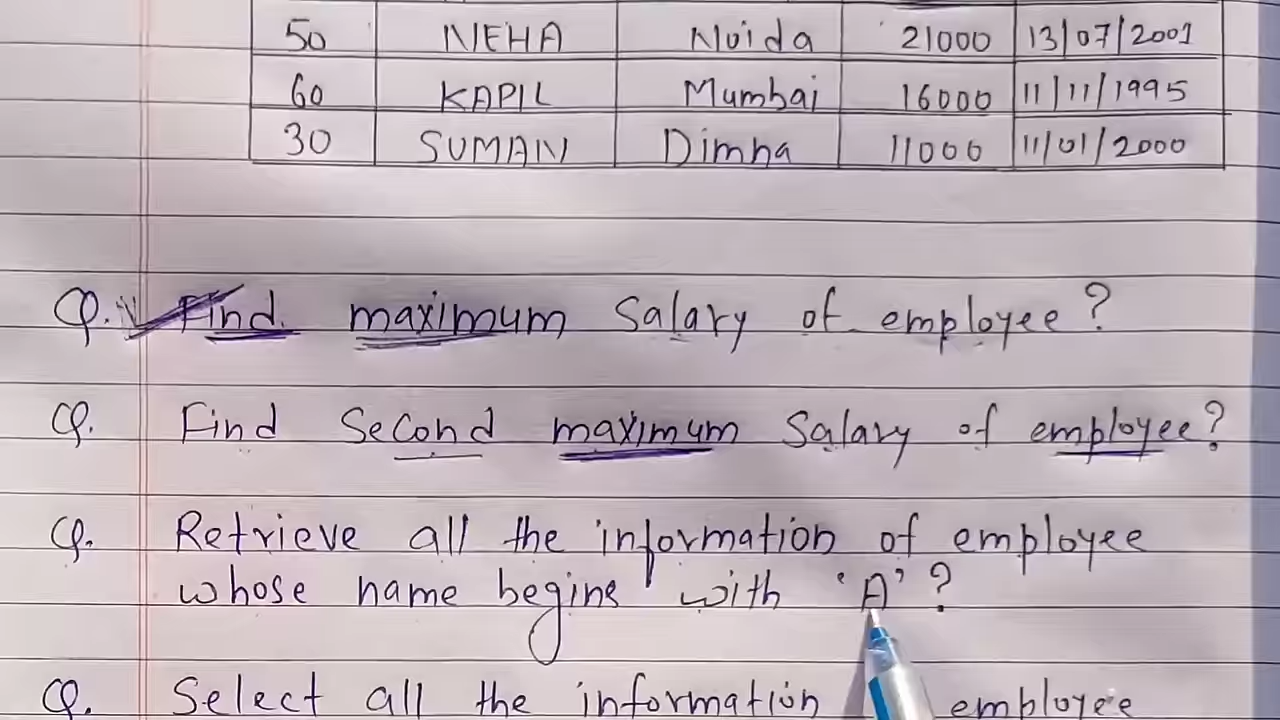 50 NEHA Noida 21000 13/07/2001
60 KAPIL Mumbai 16000 11/11/1995
30 SUMAN Dimna 11000 11/01/2000
Q. Find maximum Salary of employee?
Q. Find Second maximum Salary of employee?
Q. Retrieve all the information of employee
whose name begins with 'A'?
Q. Select all the information employee